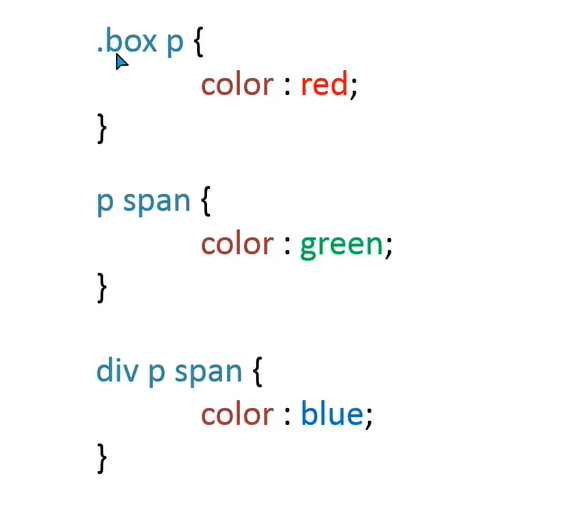 .box p {
color : red;
}
p span {
color : green;
}
div p span {
color : blue;
}